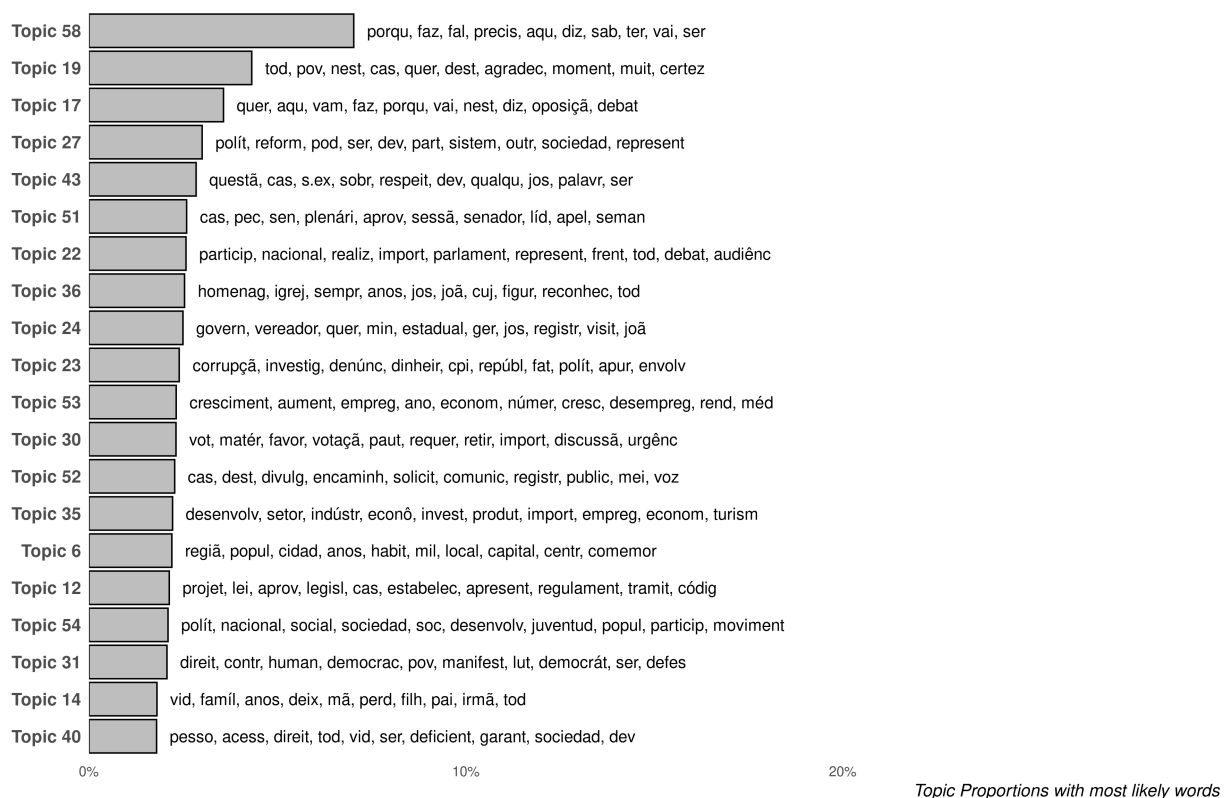 Topic 58 porqu, faz, fal, precis, aqu, diz, sab, ter, vai, ser
Topic 19 tod, pov, nest, cas, quer, dest, agradec, moment, muit, certez
Topic 17 quer, aqu, vam, faz, porqu, vai, nest, diz, oposiçã, debat
Topic 27 polít, reform, pod, ser, dev, part, sistem, outr, sociedad, represent
Topic 43 questã, cas, s.ex, sobr, respeit, dev, qualqu, jos, palavr, ser
Topic 51 cas, pec, sen, plenári, aprov, sessã, senador, líd, apel, seman
Topic 22 particip, nacional, realiz, import, parlament, represent, frent, tod, debat, audiênc
Topic 36 homenag, igrej, sempr, anos, jos, joã, cuj, figur, reconhec, tod
Topic 24 govern, vereador, quer, min, estadual, ger, jos, registr, visit, joã
Topic 23 corrupçã, investig, denúnc, dinheir, cpi, repúbl, fat, polít, apur, envolv
Topic 53 cresciment, aument, empreg, ano, econom, númer, cresc, desempreg, rend, méd
Topic 30 vot, matér, favor, votaçã, paut, requer, retir, import, discussã, urgênc
Topic 52 cas, dest, divulg, encaminh, solicit, comunic, registr, public, mei, voz
Topic 35 desenvolv, setor, indústr, econô, invest, produt, import, empreg, econom, turism
Topic 6 regiã, popul, cidad, anos, habit, mil, local, capital, centr, comemor
Topic 12 projet, lei, aprov, legisl, cas, estabelec, apresent, regulament, tramit, códig
Topic 54 polít, nacional, social, sociedad, soc, desenvolv, juventud, popul, particip, moviment
Topic 31 direit, contr, human, democrac, pov, manifest, lut, democrát, ser, defes
Topic 14 vid, famíl, anos, deix, mã, perd, filh, pai, irmã, tod
Topic 40 pesso, acess, direit, tod, vid, ser, deficient, garant, sociedad, dev
0% 10% 20%
Topic Proportions with most likely words